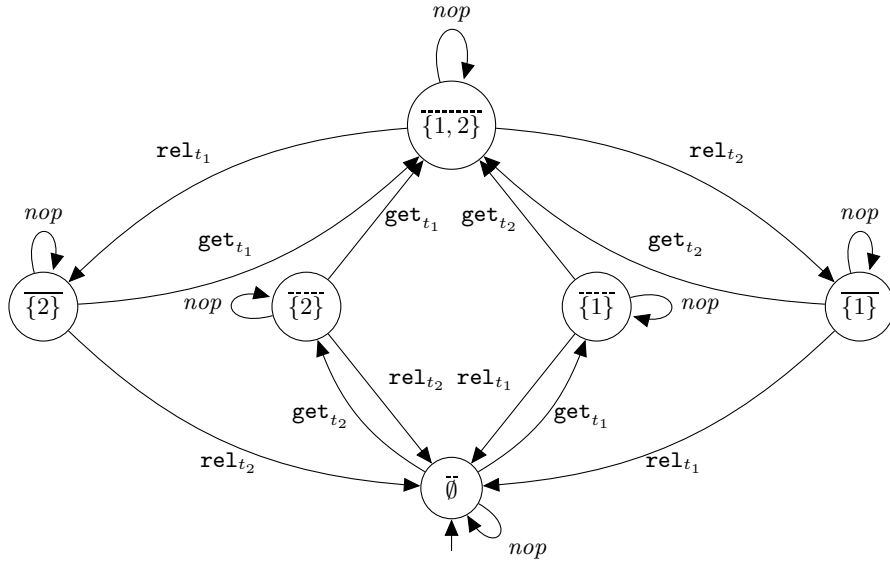 nop
{1, 2}
rel_{t_1}
rel_{t_2}
nop
get_{t_1}
get_{t_2}
nop
get_{t_1}
get_{t_2}
{2}
nop
{2}
{1}
nop
{1}
rel_{t_2}
rel_{t_1}
get_{t_2}
get_{t_1}
rel_{t_2}
rel_{t_1}
∅
nop